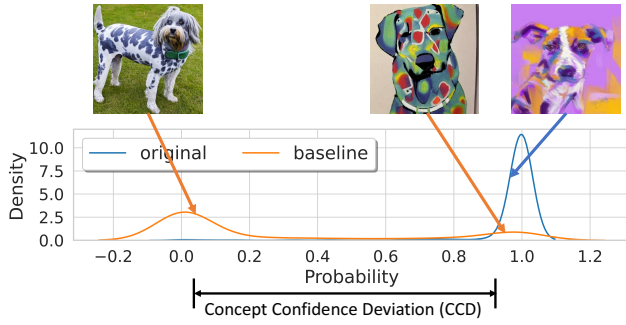 original baseline
Density
10.0
7.5
5.0
2.5
0.0
−0.2 0.0 0.2 0.4 0.6 0.8 1.0 1.2
Probability
Concept Confidence Deviation (CCD)